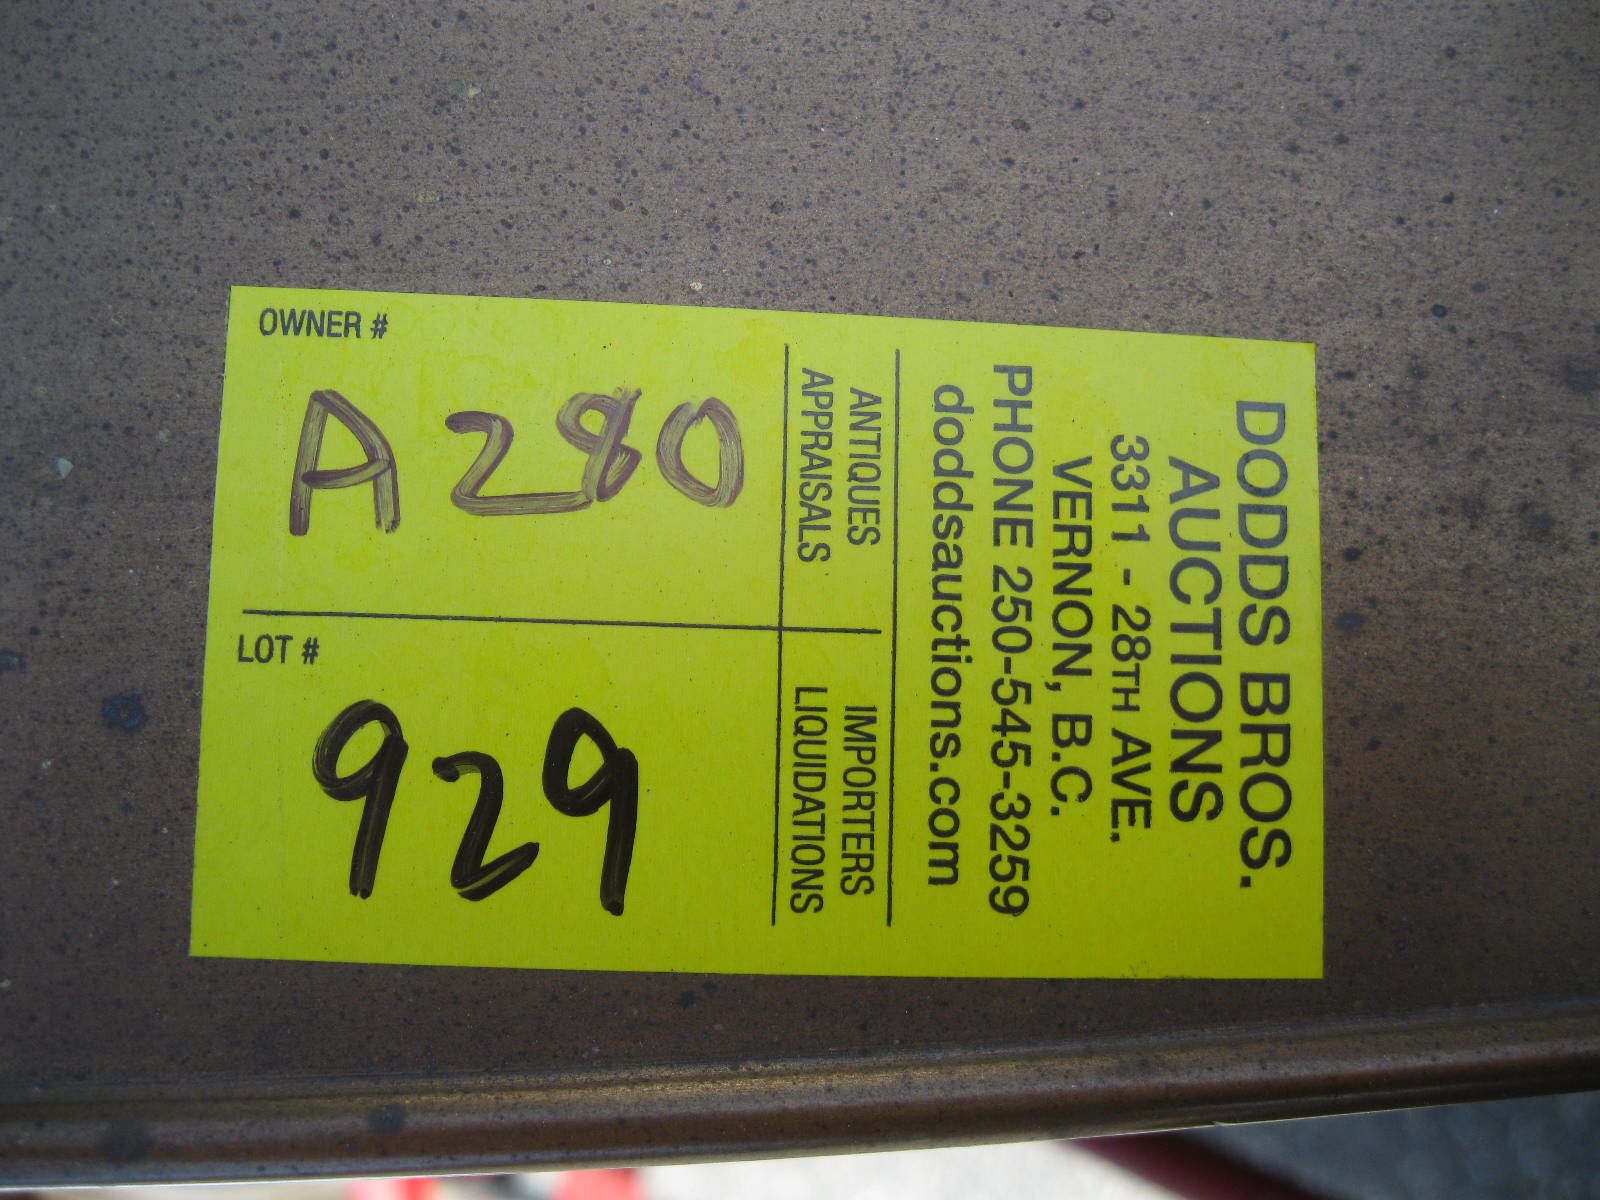 DODDS BROS.
AUCTIONS
3311 - 28TH AVE.
VERNON, B.C.
PHONE 250-545-3259
doddsauctions.com
ANTIQUES
APPRAISALS
IMPORTERS
LIQUIDATIONS
OWNER #
A280
LOT #
929